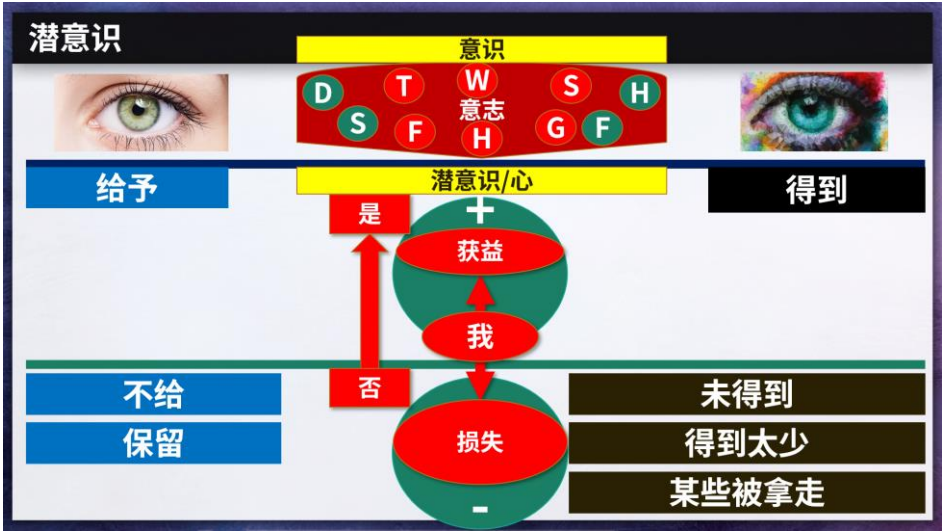 潜意识
意识
D T W S H
意志
S F H G F
潜意识/心
给予
得到
是
+
获益
我
否
不给
未得到
保留
损失
得到太少
某些被拿走
-